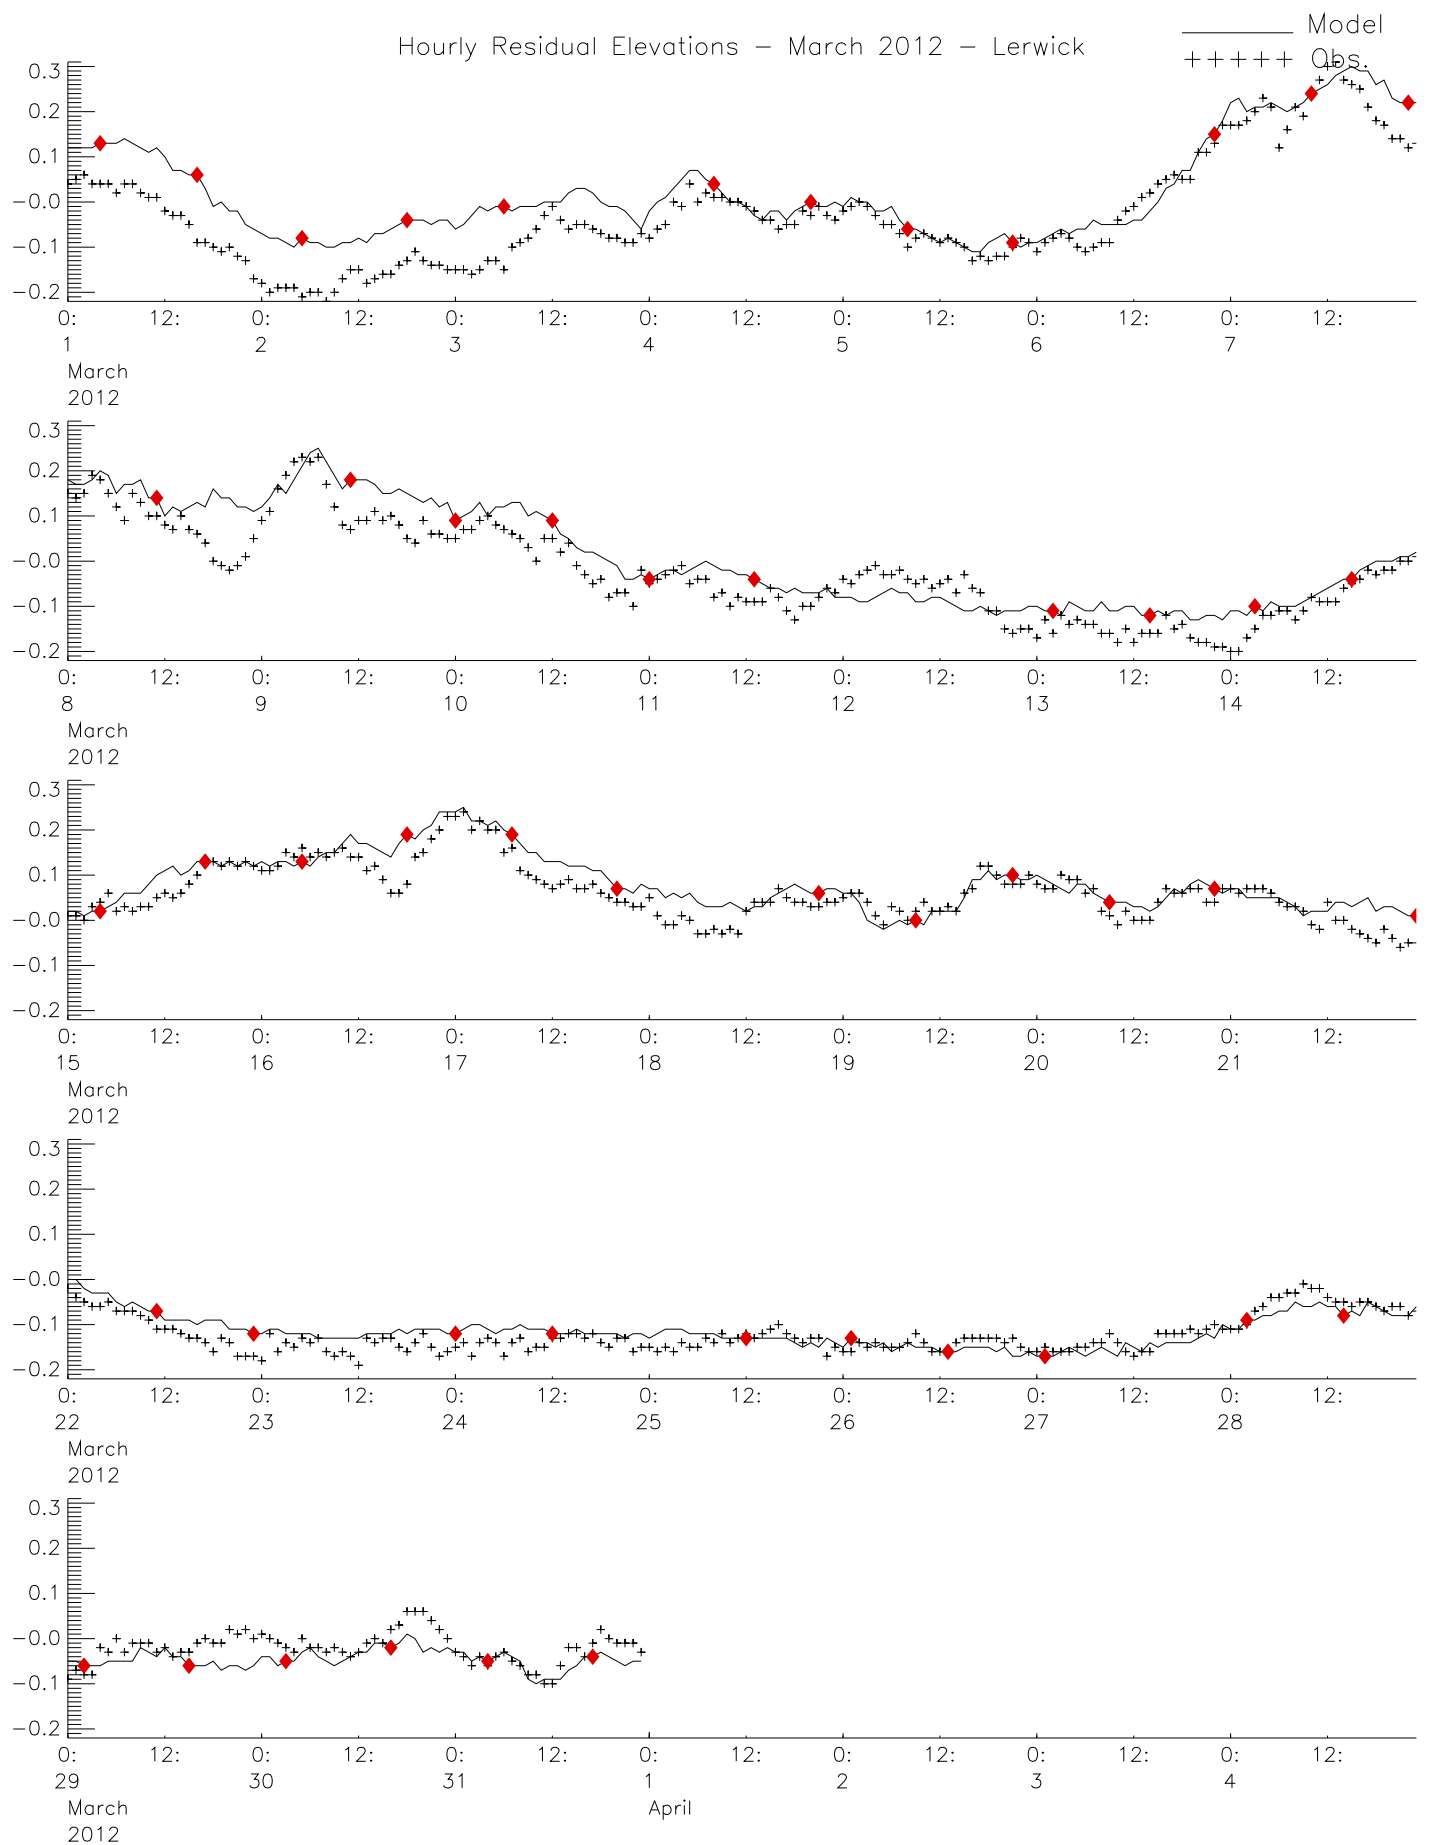 Hourly Residual Elevations – March 2012 – Lerwick
Model
+ + + + + Obs.
0.3
0.2
0.1
−0.0
−0.1
−0.2
0: 12: 0: 12: 0: 12: 0: 12: 0: 12: 0: 12: 0: 12:
1 2 3 4 5 6 7
March
2012
0.3
0.2
0.1
−0.0
−0.1
−0.2
0: 12: 0: 12: 0: 12: 0: 12: 0: 12: 0: 12: 0: 12:
8 9 10 11 12 13 14
March
2012
0.3
0.2
0.1
−0.0
−0.1
−0.2
0: 12: 0: 12: 0: 12: 0: 12: 0: 12: 0: 12: 0: 12:
15 16 17 18 19 20 21
March
2012
0.3
0.2
0.1
−0.0
−0.1
−0.2
0: 12: 0: 12: 0: 12: 0: 12: 0: 12: 0: 12: 0: 12:
22 23 24 25 26 27 28
March
2012
0.3
0.2
0.1
−0.0
−0.1
−0.2
0: 12: 0: 12: 0: 12: 0: 12: 0: 12: 0: 12: 0: 12:
29 30 31 1 2 3 4
March April
2012